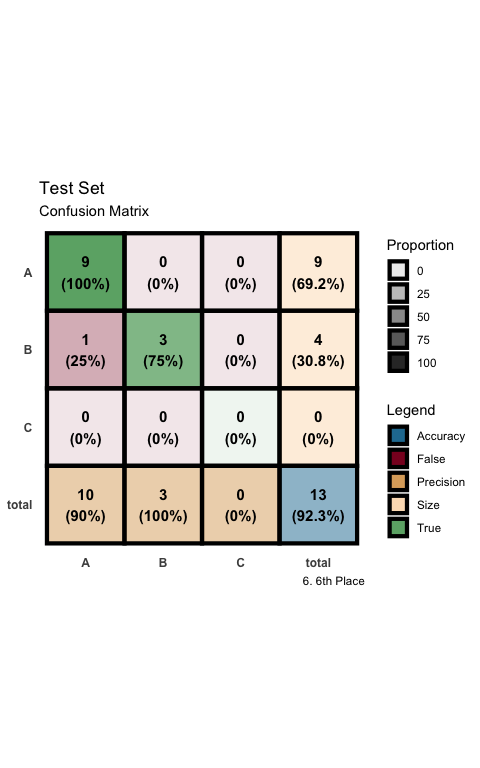 Test Set
Confusion Matrix
A
9
(100%)
0
(0%)
0
(0%)
9
(69.2%)
B
1
(25%)
3
(75%)
0
(0%)
4
(30.8%)
C
0
(0%)
0
(0%)
0
(0%)
0
(0%)
total
10
(90%)
3
(100%)
0
(0%)
13
(92.3%)
A
B
C
total
6. 6th Place
Proportion
0
25
50
75
100
Legend
Accuracy
False
Precision
Size
True